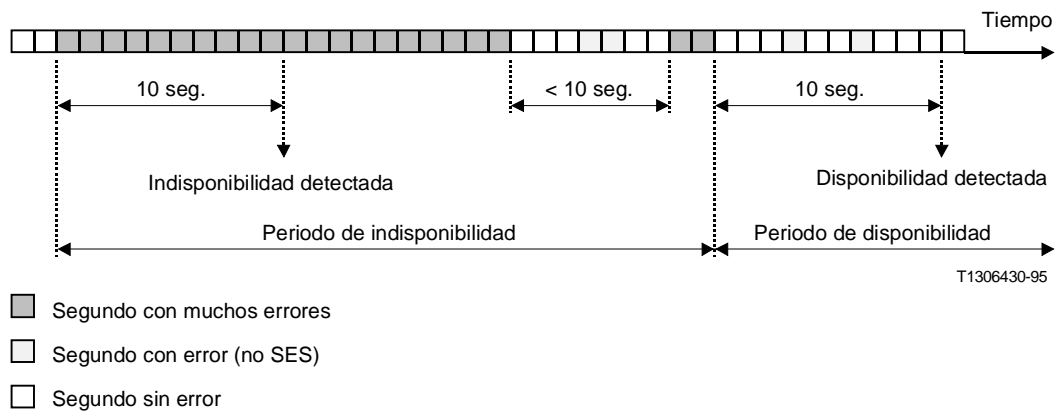 Tiempo
10 seg.
< 10 seg.
10 seg.
Indisponibilidad detectada
Disponibilidad detectada
Periodo de indisponibilidad
Periodo de disponibilidad
T1306430-95
Segundo con muchos errores
Segundo con error (no SES)
Segundo sin error